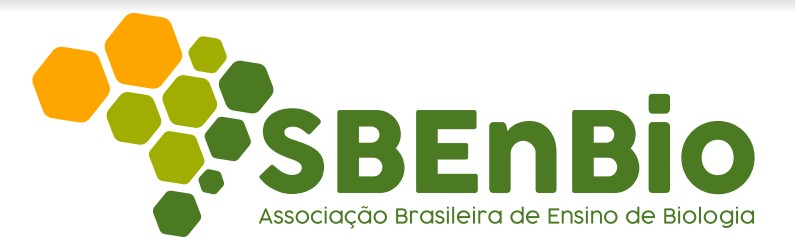 SBEnBio
Associação Brasileira de Ensino de Biologia